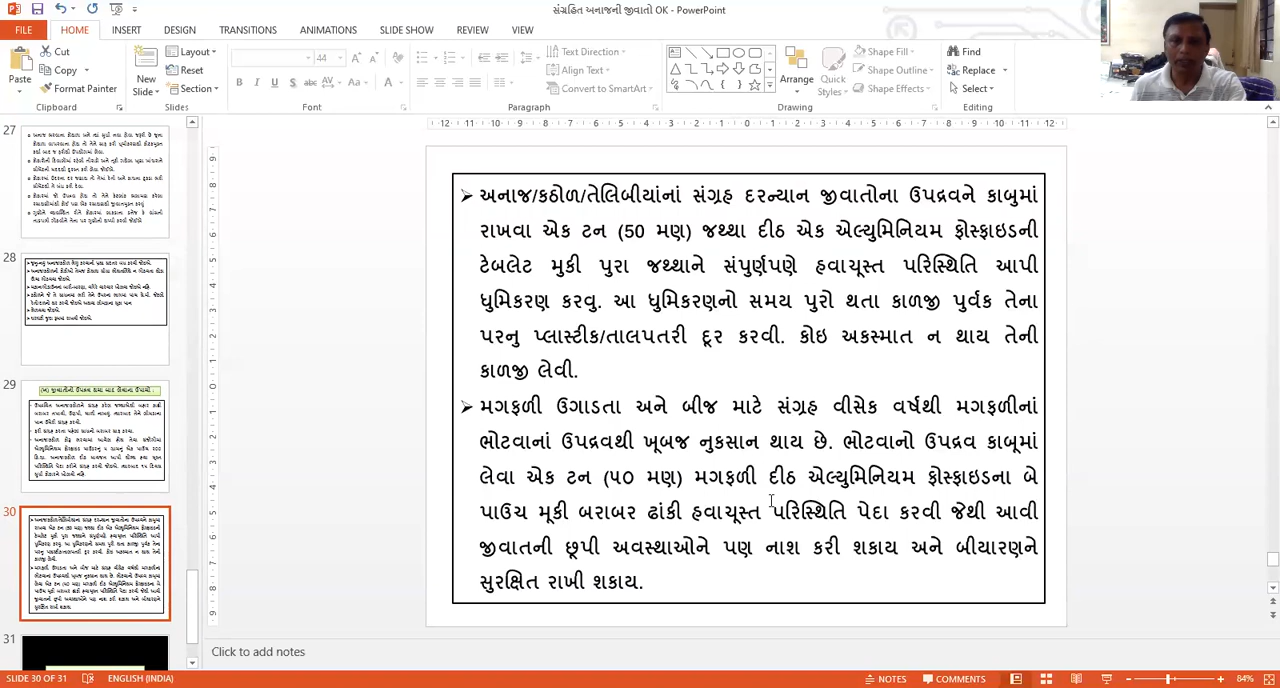 સંગ્રહિત અનાજની જીવાતો OK - PowerPoint
FILE HOME INSERT DESIGN TRANSITIONS ANIMATIONS SLIDE SHOW REVIEW VIEW
Cut
Copy
Format Painter
Paste
Clipboard
New Slide
Layout
Reset
Section
Slides
44
Font
Text Direction
Align Text
Convert to SmartArt
Paragraph
Arrange
Quick Styles
Shape Fill
Shape Outline
Shape Effects
Drawing
Find
Replace
Select
Editing
27
28
29
30
31
અનાજ/કઠોળ/તેલિબીયાંનાં સંગ્રહ દરન્યાન જીવાતોના ઉપદ્રવને કાબુમાં
રાખવા એક ટન (50 મણ) જથ્થા દીઠ એક એલ્યુમિનિયમ ફોસ્ફાઇડની
ટેબલેટ મુકી પુરા જથ્થાને સંપુર્ણપણે હવાચૂસ્ત પરિસ્થિતિ આપી
ધુમિકરણ કરવુ. આ ધુમિકરણનો સમય પુરો થતા કાળજી પુર્વક તેના
પરનુ પ્લાસ્ટીક/તાલપતરી દૂર કરવી. કોઇ અકસ્માત ન થાય તેની
કાળજી લેવી.
મગફળી ઉગાડતા અને બીજ માટે સંગ્રહ વીસેક વર્ષથી મગફળીનાં
ભોટવાનાં ઉપદ્રવથી ખૂબજ નુકસાન થાય છે. ભોટવાનો ઉપદ્રવ કાબૂમાં
લેવા એક ટન (૫૦ મણ) મગફળી દીઠ એલ્યુમિનિયમ ફોસ્ફાઇડના બે
પાઉચ મૂકી બરાબર ઢાંકી હવાચૂસ્ત પરિસ્થિતિ પેદા કરવી જેથી આવી
જીવાતની છૂપી અવસ્થાઓને પણ નાશ કરી શકાય અને બીયારણને
સુરક્ષિત રાખી શકાય.
Click to add notes
SLIDE 30 OF 31 ENGLISH (INDIA) NOTES COMMENTS 84%